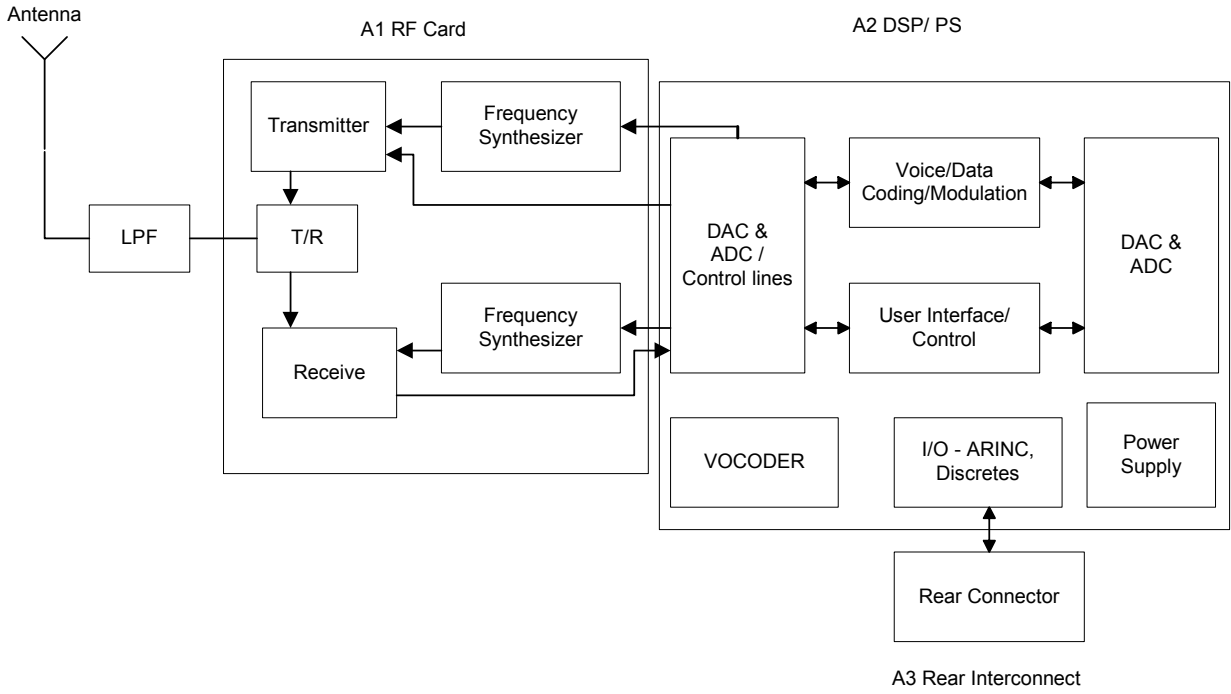 Antenna
A1 RF Card
A2 DSP/ PS
Transmitter
Frequency
Synthesizer
Voice/Data
Coding/Modulation
LPF
T/R
DAC &
ADC /
Control lines
DAC &
ADC
Frequency
Synthesizer
User Interface/
Control
Receive
VOCODER
I/O - ARINC,
Discretes
Power
Supply
Rear Connector
A3 Rear Interconnect